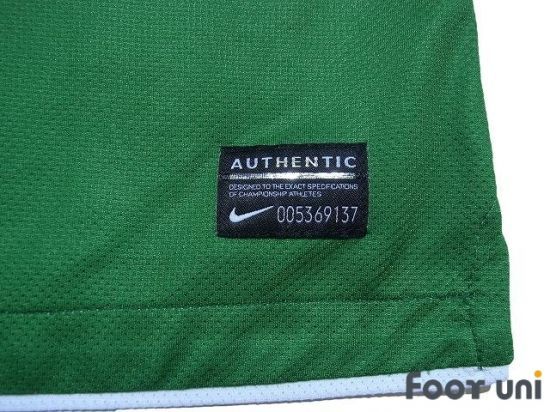 AUTHENTIC
DESIGNED TO THE EXACT SPECIFICATIONS
OF CHAMPIONSHIP ATHLETES
005369137
Foot uni